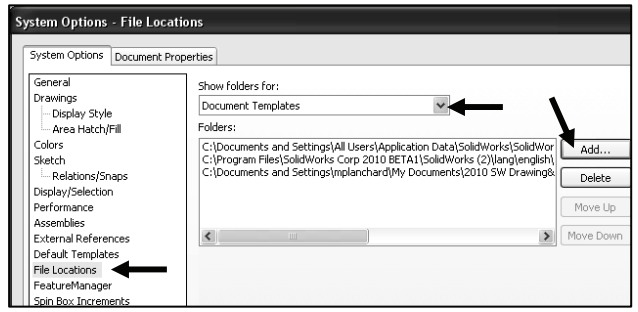 System Options - File Locations
System Options Document Properties
General
Drawings
Display Style
Area Hatch/Fill
Colors
Sketch
Relations/Snaps
Display/Selection
Performance
Assemblies
External References
Default Templates
File Locations
FeatureManager
Spin Box Increments
Show folders for:
Document Templates
Folders:
C:\Documents and Settings\All Users\Application Data\SolidWorks\SolidWor
C:\Program Files\SolidWorks Corp 2010 BETA1\SolidWorks (2)\lang\english\
C:\Documents and Settings\mplanchard\My Documents\2010 SW Drawing&
Add...
Delete
Move Up
Move Down